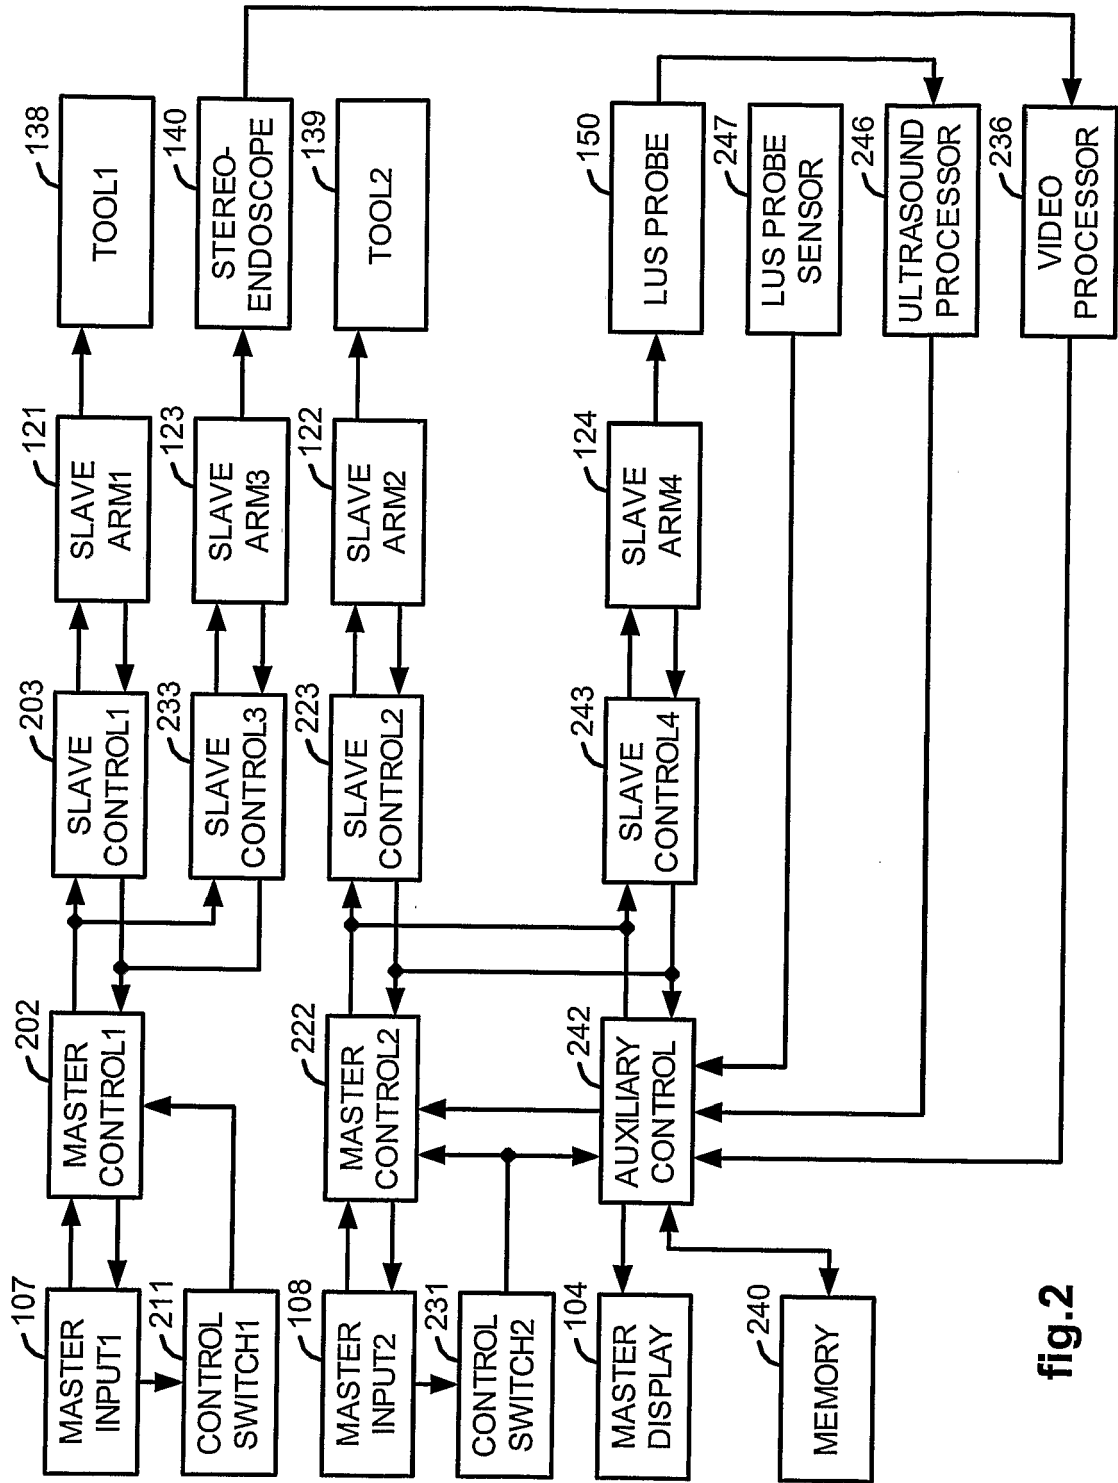 138
TOOL1
140
STEREO-
ENDOSCOPE
139
TOOL2
150
LUS PROBE
247
LUS PROBE
SENSOR
246
ULTRASOUND
PROCESSOR
236
VIDEO
PROCESSOR
121
SLAVE
ARM1
123
SLAVE
ARM3
122
SLAVE
ARM2
124
SLAVE
ARM4
203
SLAVE
CONTROL1
233
SLAVE
CONTROL3
223
SLAVE
CONTROL2
243
SLAVE
CONTROL4
202
MASTER
CONTROL1
222
MASTER
CONTROL2
242
AUXILIARY
CONTROL
107
MASTER
INPUT1
211
CONTROL
SWITCH1
108
MASTER
INPUT2
231
CONTROL
SWITCH2
104
MASTER
DISPLAY
240
MEMORY
fig.2